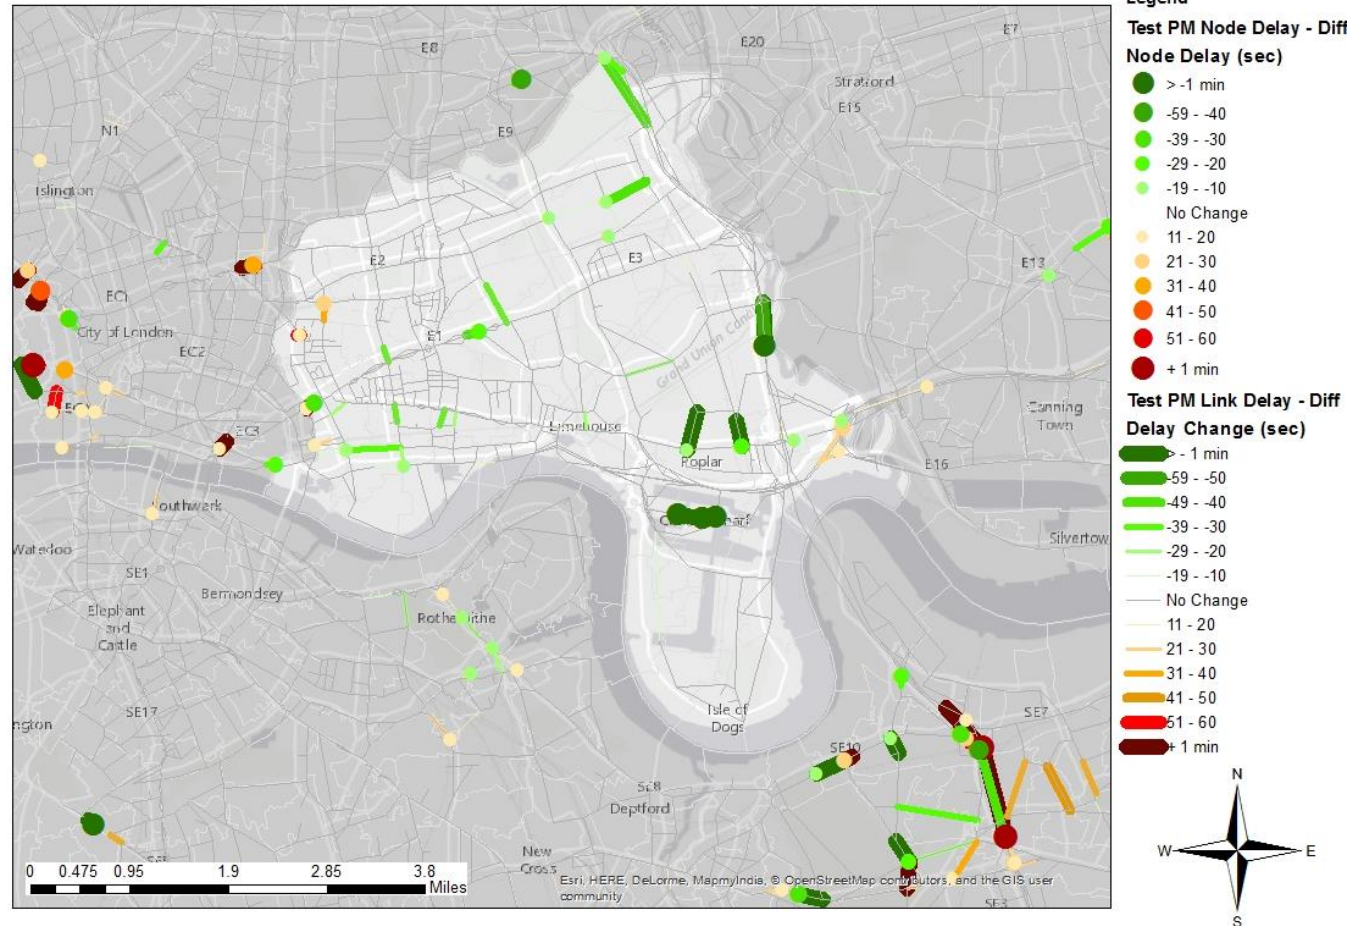 Legend
Test PM Node Delay - Diff
Node Delay (sec)
> -1 min
-59 - -40
-39 - -30
-29 - -20
-19 - -10
No Change
11 - 20
21 - 30
31 - 40
41 - 50
51 - 60
+ 1 min
Test PM Link Delay - Diff
Delay Change (sec)
> - 1 min
-59 - -50
-49 - -40
-39 - -30
-29 - -20
-19 - -10
No Change
11 - 20
21 - 30
31 - 40
41 - 50
51 - 60
+ 1 min
N
W
E
S
E7
E8
E20
Stratford
E15
N1
E9
Islington
E2
E3
E13
EC1
City of London
E1
EC2
Grand Union
EC3
Limehouse
Canning
Town
Poplar
E16
outhwark
Silvertow
SE1
Bermondsey
Elephant
and
Castle
SE17
ngton
Isle of
Dogs
SE7
SE10
SE8
Deptford
New
Cross
SE3
0 0.475 0.95 1.9 2.85 3.8
Miles
Esri, HERE, DeLorme, MapmyIndia, © OpenStreetMap contributors, and the GIS user
community